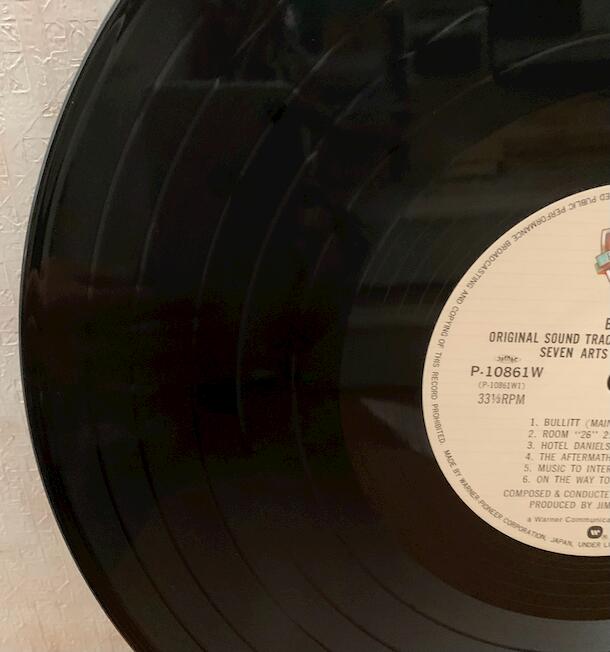 ED PUBLIC PERFORMANCE BROADCASTING AND COPYING OF THIS RECORD PROHIBITED. MADE BY WARNER-PIONEER CORPORATION, JAPAN, UNDER
ORIGINAL SOUND TRAC
SEVEN ARTS
P-10861W
(P-10861W1)
33⅓RPM
1. BULLITT (MAIN
2. ROOM "26" 2:
3. HOTEL DANIELS
4. THE AFTERMATH
5. MUSIC TO INTER
6. ON THE WAY TO
COMPOSED & CONDUCTE
PRODUCED BY JIM
a Warner Communica